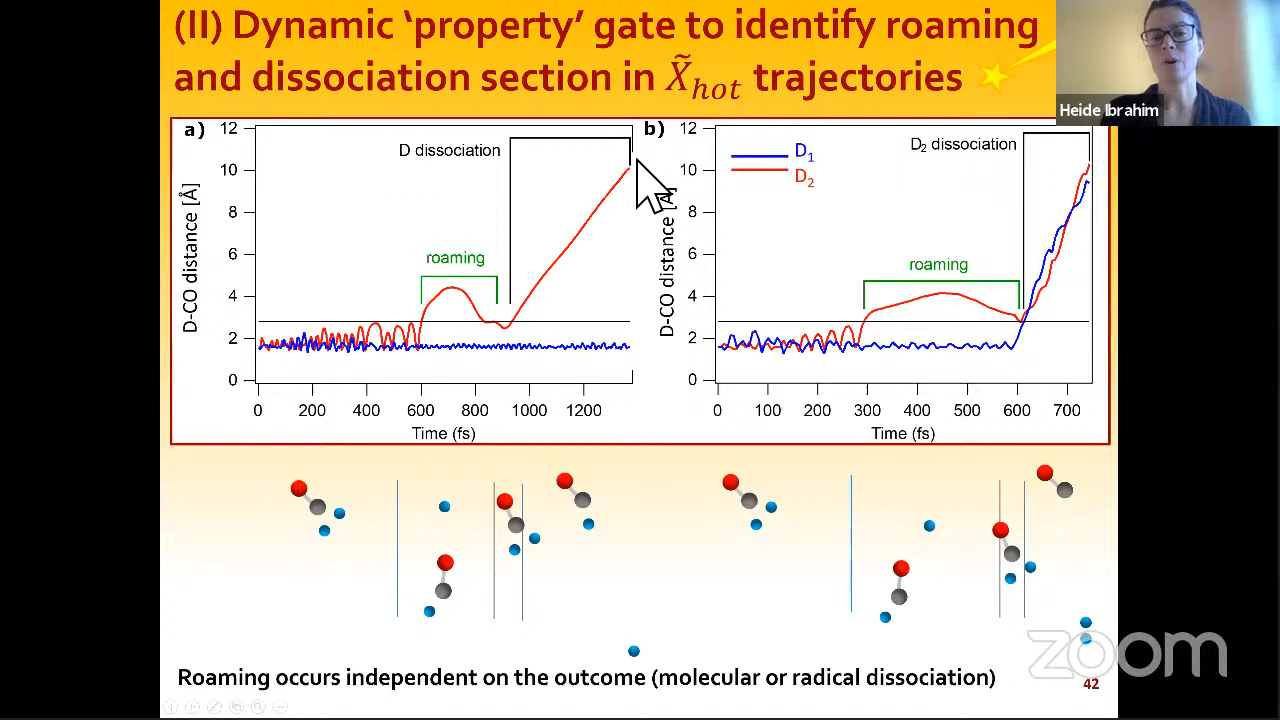 (II) Dynamic ‘property’ gate to identify roaming
and dissociation section in X̃hot trajectories
Heide Ibrahim
a)
12
10
8
6
4
2
0
D-CO distance [Å]
D dissociation
roaming
0 200 400 600 800 1000 1200
Time (fs)
b)
12
10
8
6
4
2
0
D-CO distance [Å]
D1
D2
D2 dissociation
roaming
0 100 200 300 400 500 600 700
Time (fs)
Roaming occurs independent on the outcome (molecular or radical dissociation)
zoom
42